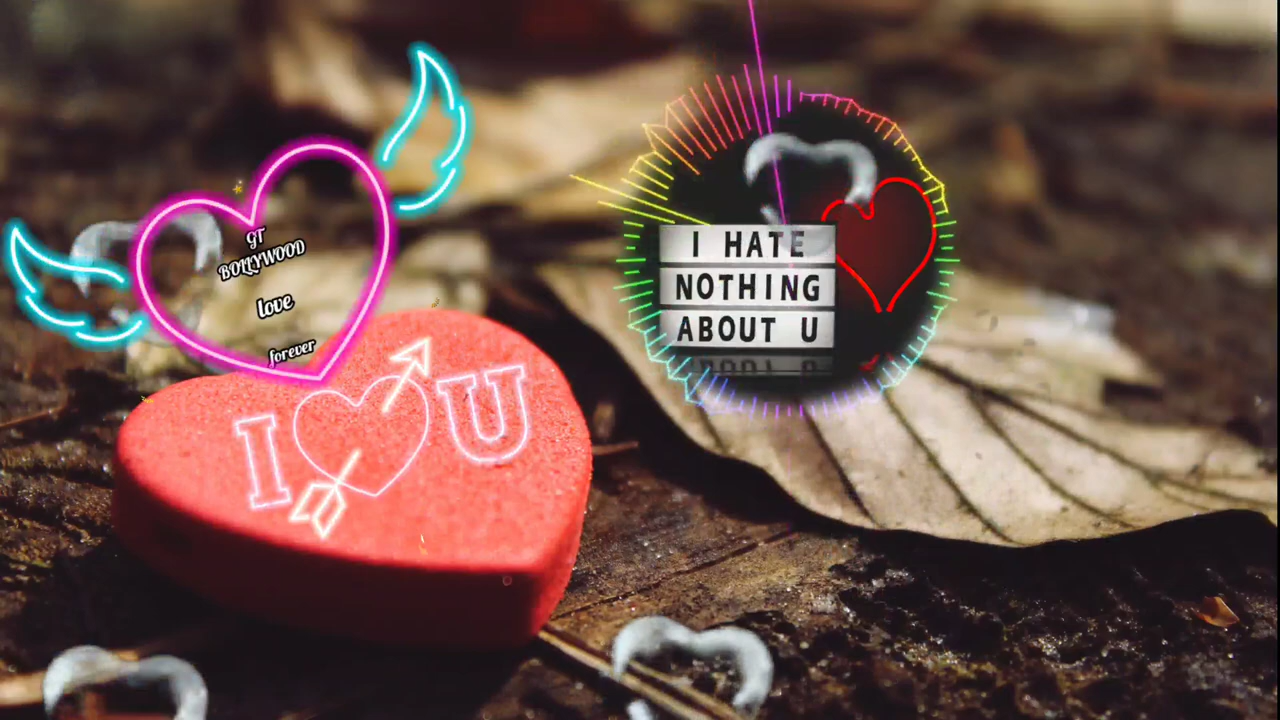 GT
BOLLYWOOD
love
forever
I U
I HATE
NOTHING
ABOUT U